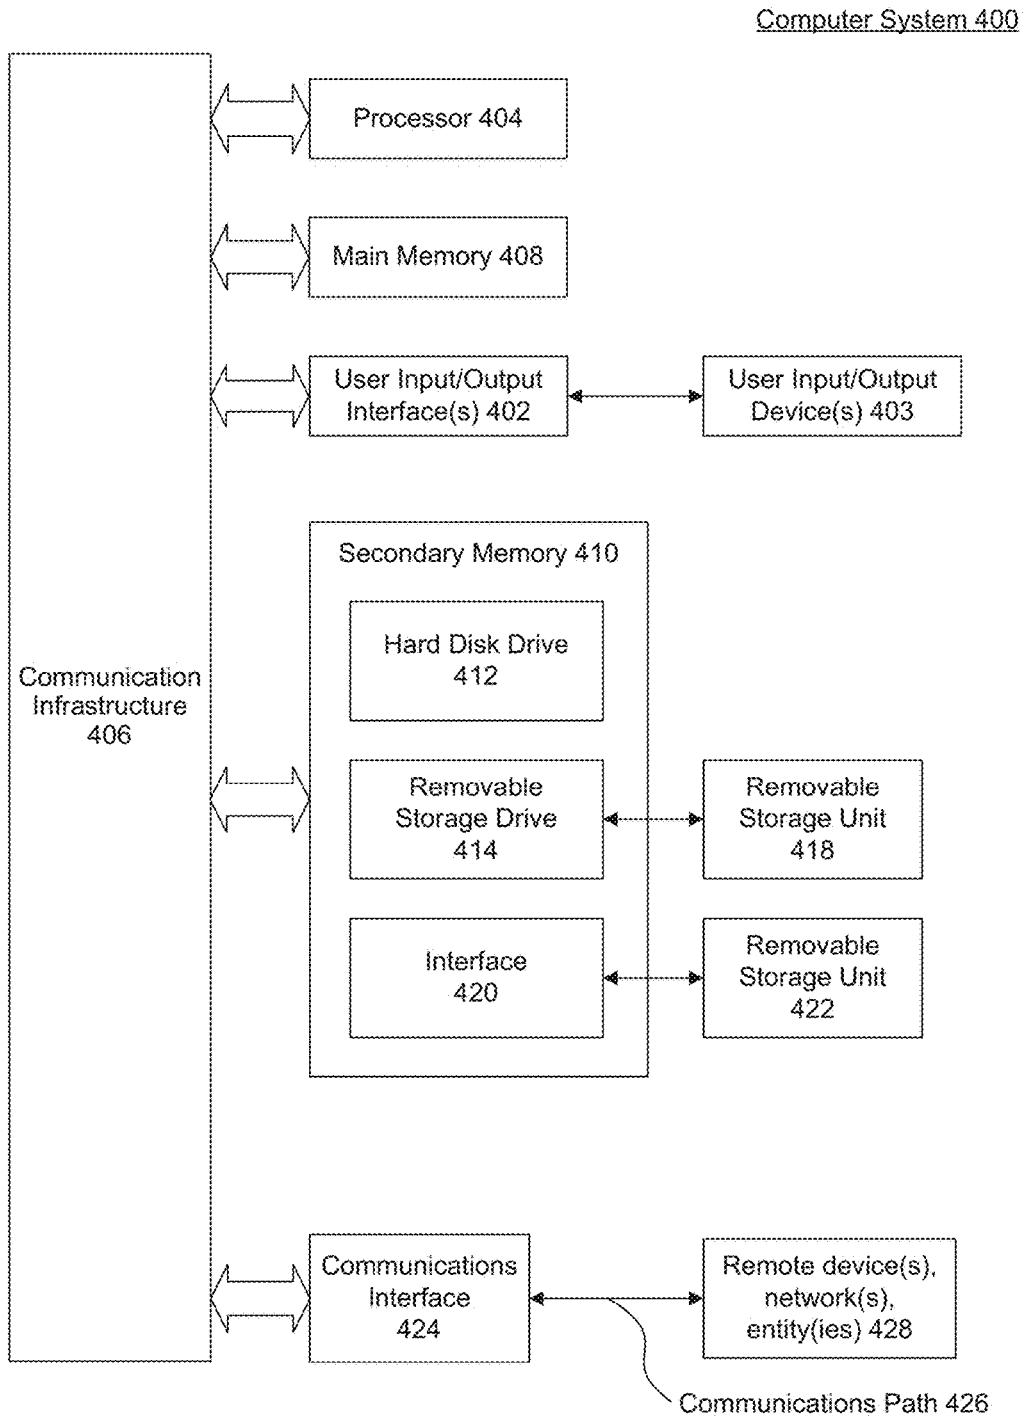 Computer System 400
Processor 404
Main Memory 408
User Input/Output
Interface(s) 402
User Input/Output
Device(s) 403
Secondary Memory 410
Hard Disk Drive
412
Communication
Infrastructure
406
Removable
Storage Drive
414
Removable
Storage Unit
418
Interface
420
Removable
Storage Unit
422
Communications
Interface
424
Remote device(s),
network(s),
entity(ies) 428
Communications Path 426